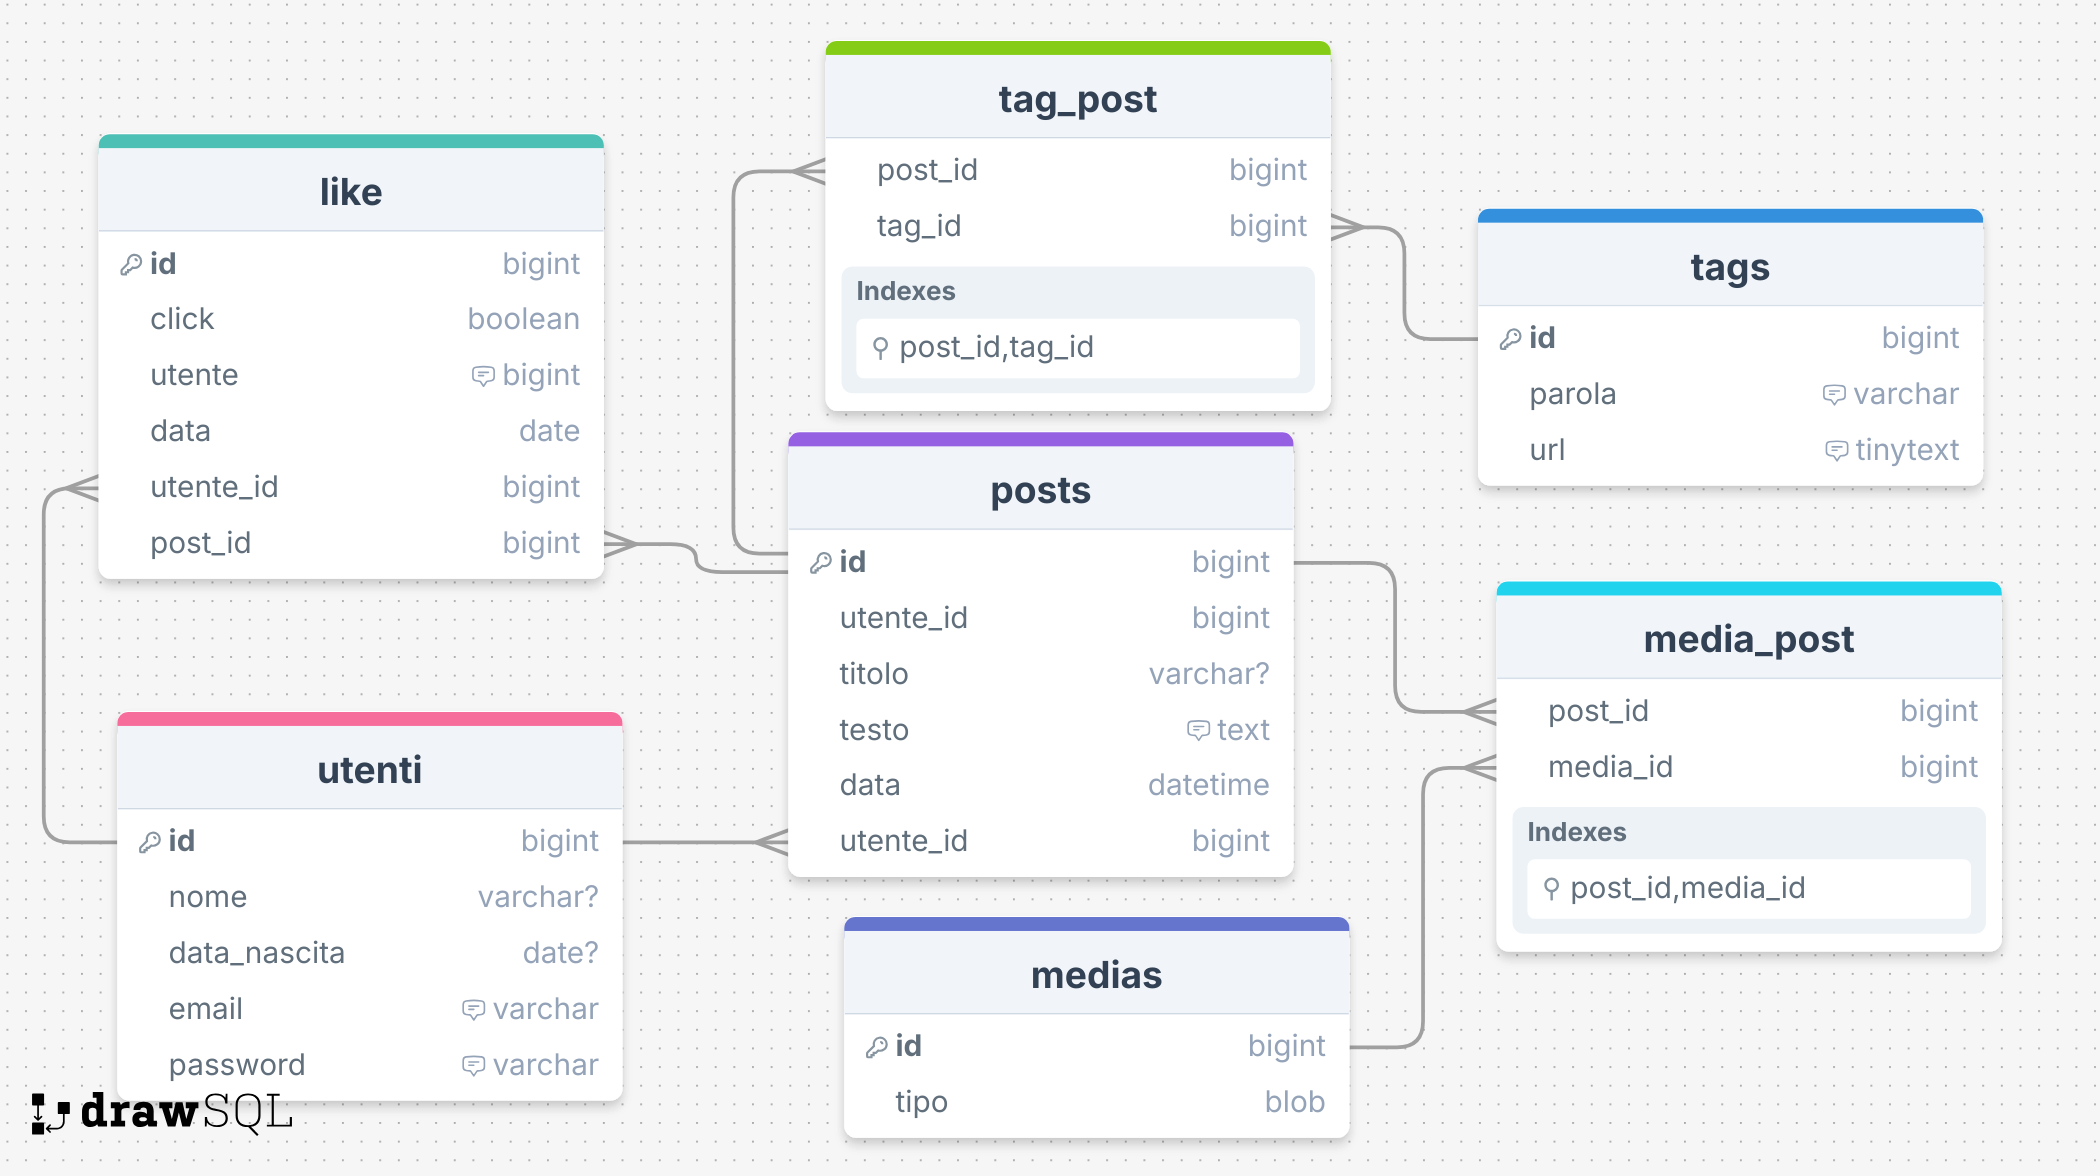 like
id bigint
click boolean
utente bigint
data date
utente_id bigint
post_id bigint
tag_post
post_id bigint
tag_id bigint
Indexes
post_id,tag_id
tags
id bigint
parola varchar
url tinytext
posts
id bigint
utente_id bigint
titolo varchar?
testo text
data datetime
utente_id bigint
media_post
post_id bigint
media_id bigint
Indexes
post_id,media_id
utenti
id bigint
nome varchar?
data_nascita date?
email varchar
password varchar
medias
id bigint
tipo blob
drawSQL